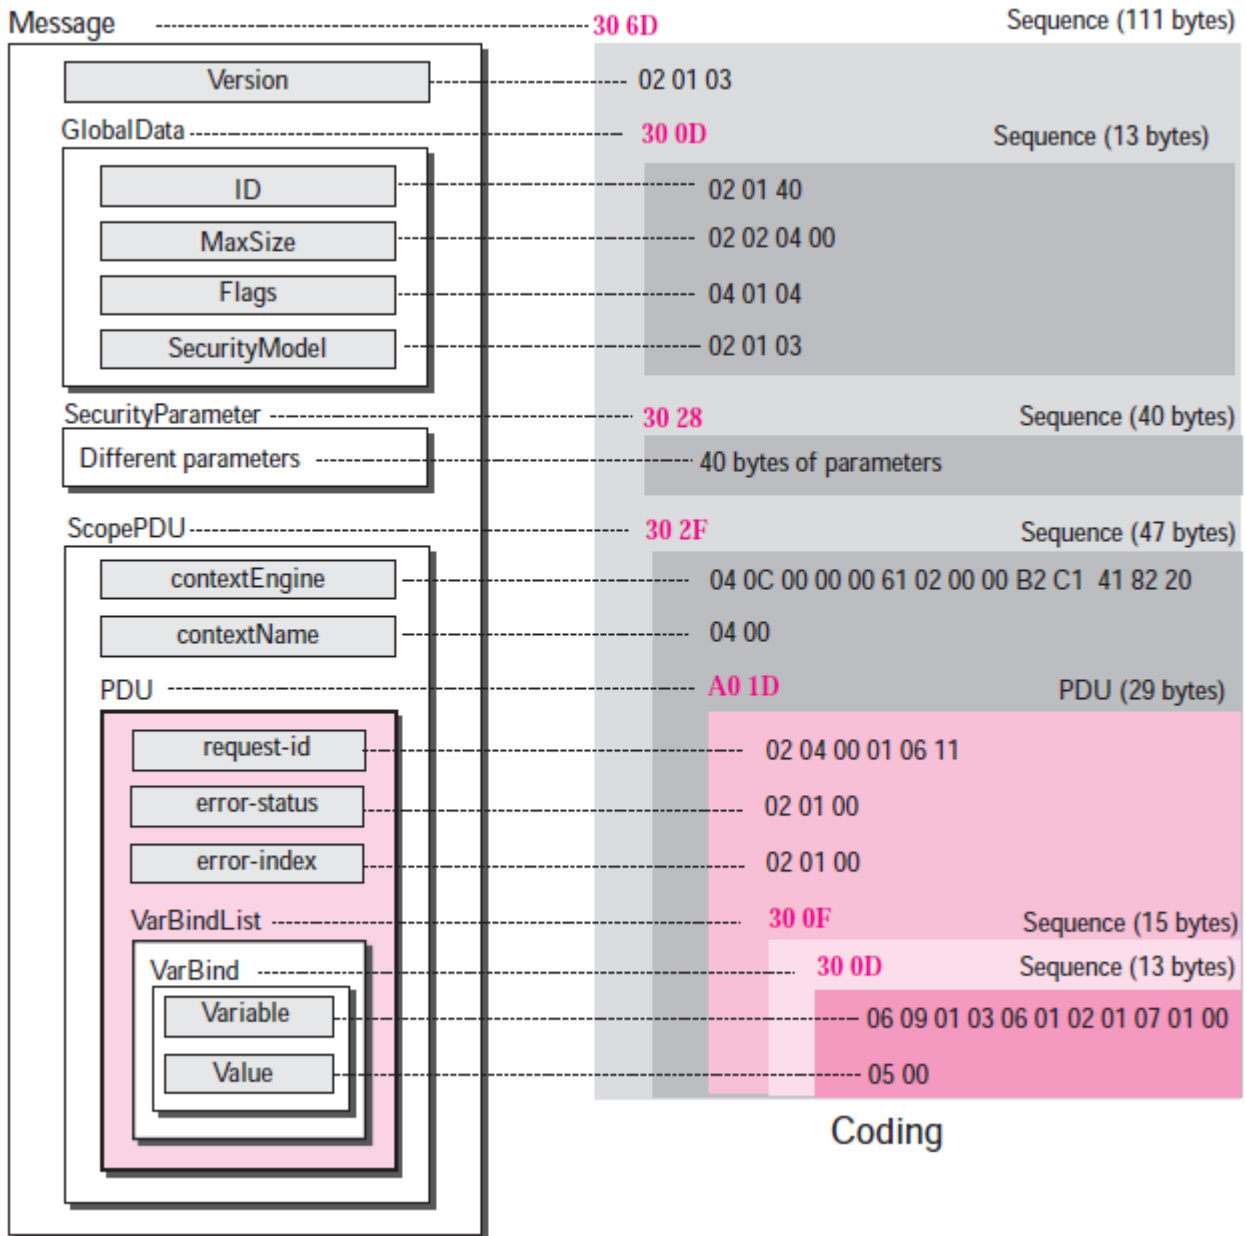 Message 30 6D Sequence (111 bytes)
Version 02 01 03
GlobalData 30 0D Sequence (13 bytes)
ID 02 01 40
MaxSize 02 02 04 00
Flags 04 01 04
SecurityModel 02 01 03
SecurityParameter 30 28 Sequence (40 bytes)
Different parameters 40 bytes of parameters
ScopePDU 30 2F Sequence (47 bytes)
contextEngine 04 0C 00 00 00 61 02 00 00 B2 C1 41 82 20
contextName 04 00
PDU A0 1D PDU (29 bytes)
request-id 02 04 00 01 06 11
error-status 02 01 00
error-index 02 01 00
VarBindList 30 0F Sequence (15 bytes)
VarBind 30 0D Sequence (13 bytes)
Variable 06 09 01 03 06 01 02 01 07 01 00
Value 05 00
Coding